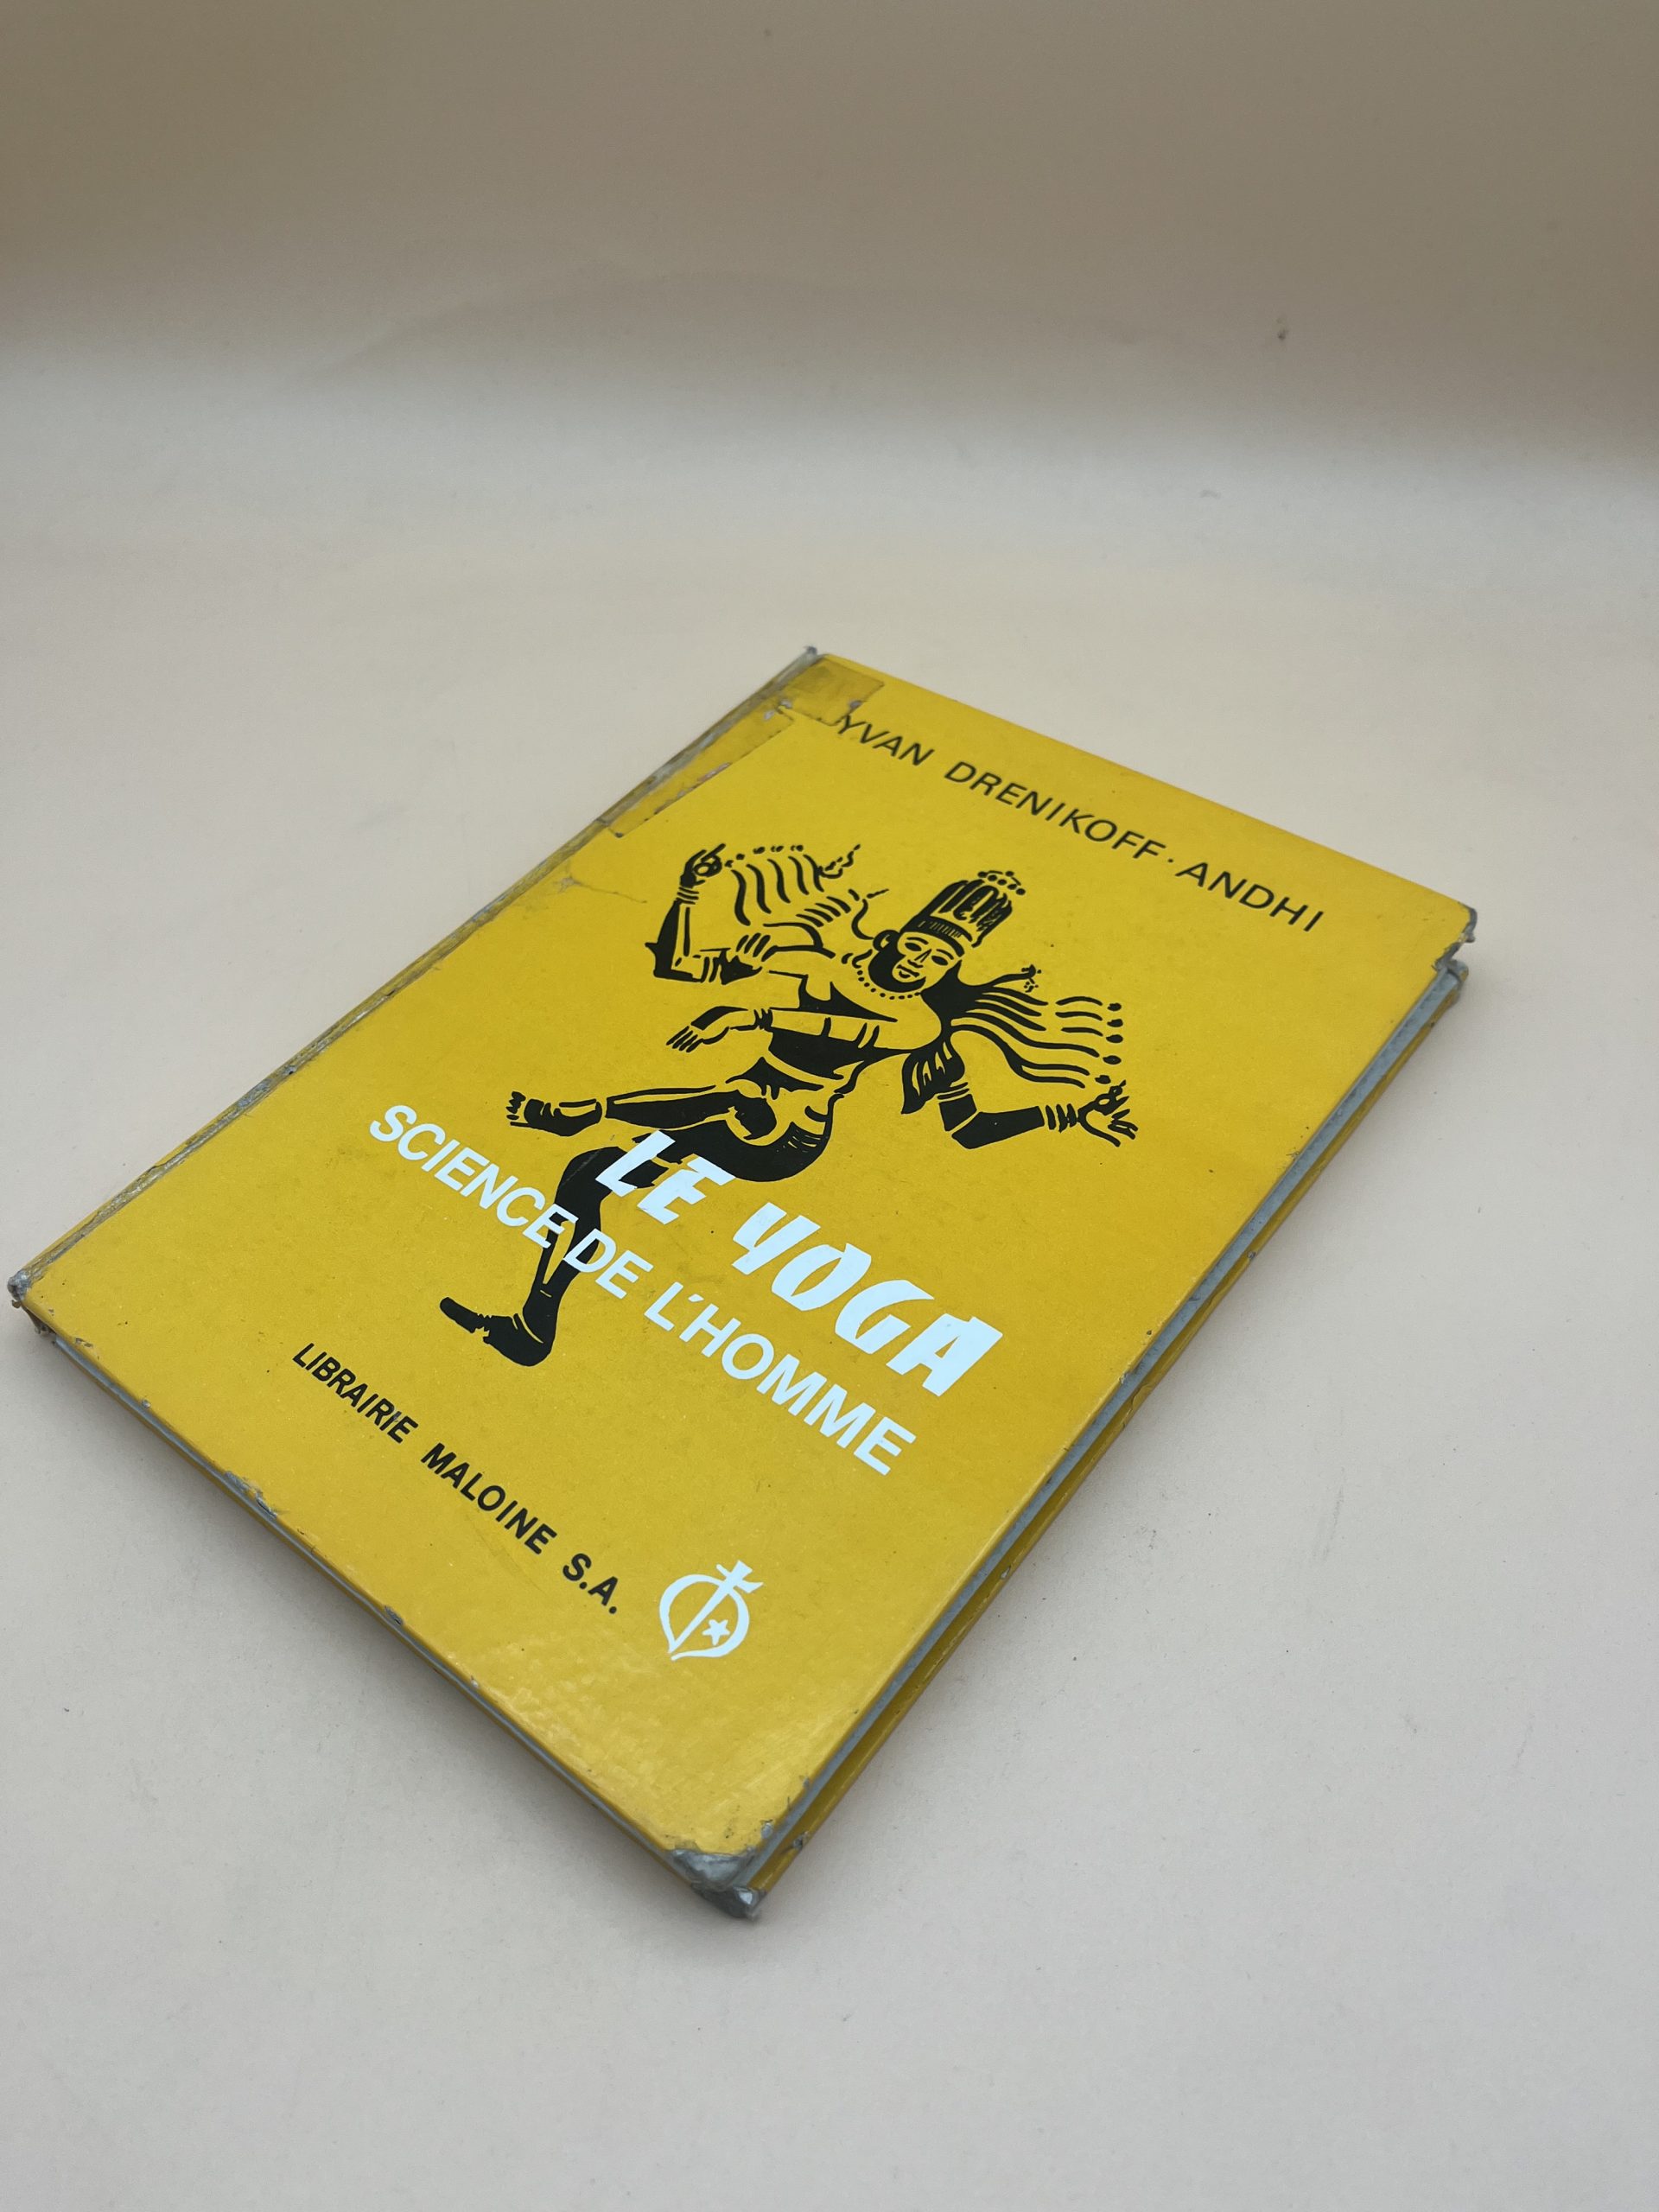 YVAN DRENIKOFF-ANDHI
LE YOGA
SCIENCE DE L'HOMME
LIBRAIRIE MALOINE S.A.